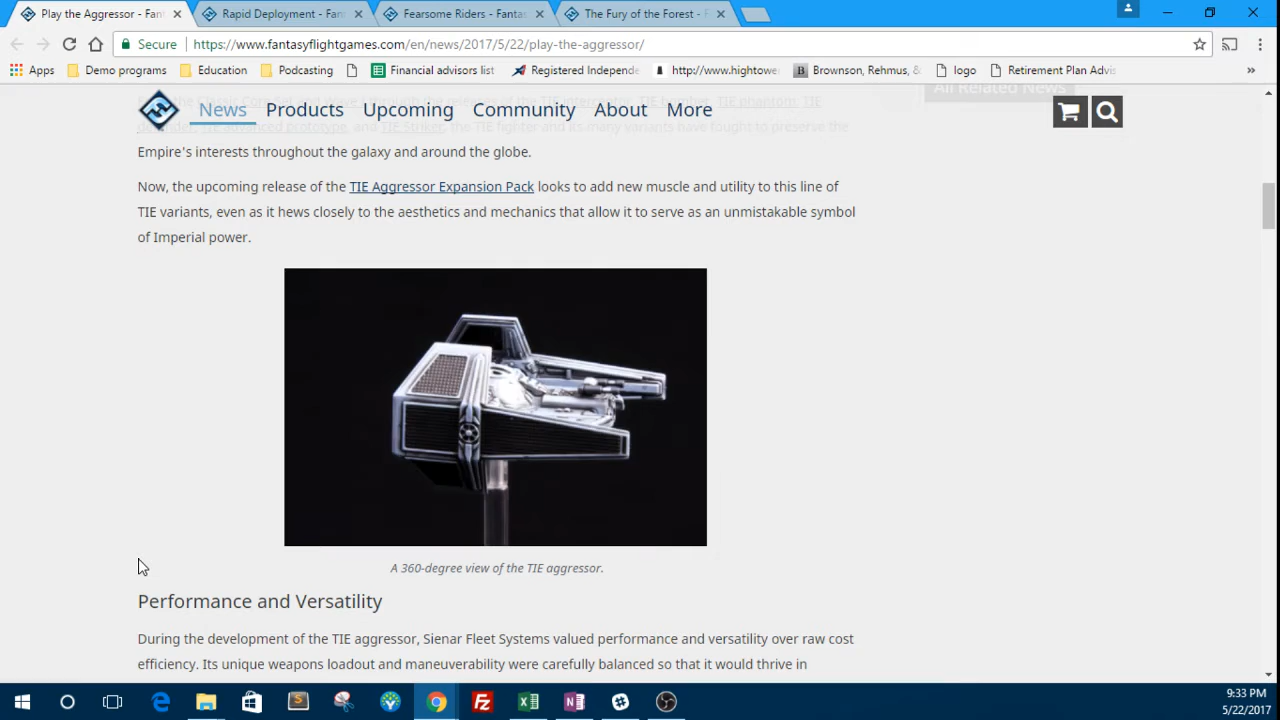 Play the Aggressor - Fan
Rapid Deployment - Fan
Fearsome Riders - Fantas
The Fury of the Forest - F
Secure
https://www.fantasyflightgames.com/en/news/2017/5/22/play-the-aggressor/
Apps Demo programs Education Podcasting Financial advisors list Registered Independe http://www.hightowe Brownson, Rehmus, & logo Retirement Plan Advis
All Related News
News Products Upcoming Community About More
Empire's interests throughout the galaxy and around the globe.
Now, the upcoming release of the TIE Aggressor Expansion Pack looks to add new muscle and utility to this line of
TIE variants, even as it hews closely to the aesthetics and mechanics that allow it to serve as an unmistakable symbol
of Imperial power.
A 360-degree view of the TIE aggressor.
Performance and Versatility
During the development of the TIE aggressor, Sienar Fleet Systems valued performance and versatility over raw cost
efficiency. Its unique weapons loadout and maneuverability were carefully balanced so that it would thrive in
9:33 PM
5/22/2017